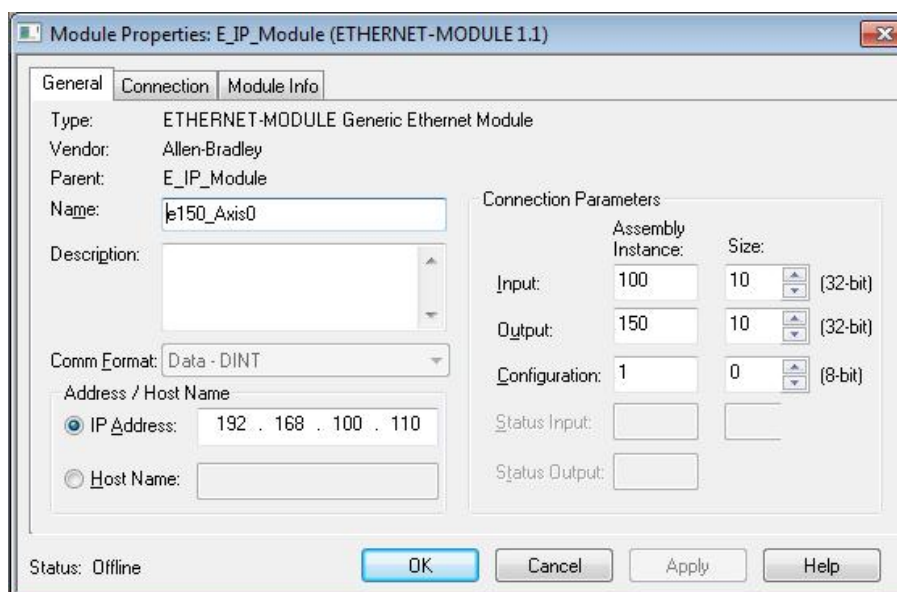 Module Properties: E_IP_Module (ETHERNET-MODULE 1.1)
General Connection Module Info
Type: ETHERNET-MODULE Generic Ethernet Module
Vendor: Allen-Bradley
Parent: E_IP_Module
Name: e150_Axis0
Description:
Comm Format: Data - DINT
Address / Host Name
IP Address: 192 . 168 . 100 . 110
Host Name:
Connection Parameters
Assembly
Instance: Size:
Input: 100 10 (32-bit)
Output: 150 10 (32-bit)
Configuration: 1 0 (8-bit)
Status Input:
Status Output:
Status: Offline
OK Cancel Apply Help